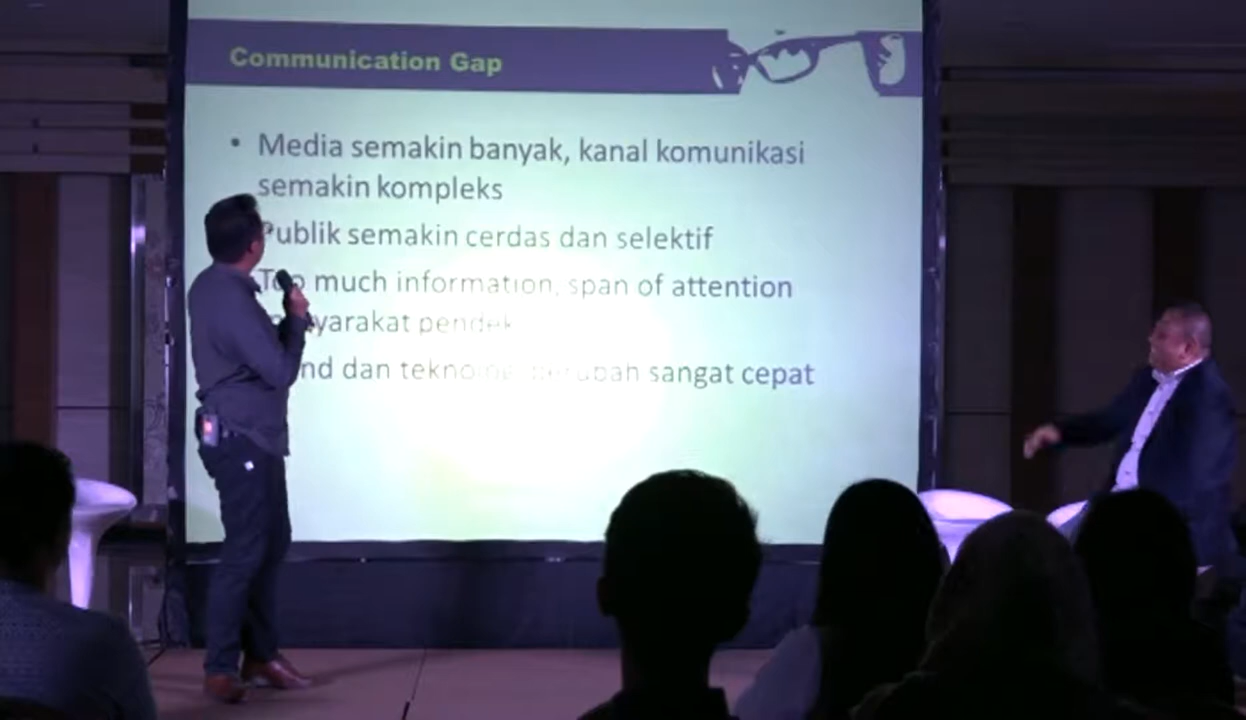 Communication Gap
• Media semakin banyak, kanal komunikasi
semakin kompleks
Publik semakin cerdas dan selektif
Too much information, span of attention
pendek
dan sangat cepat